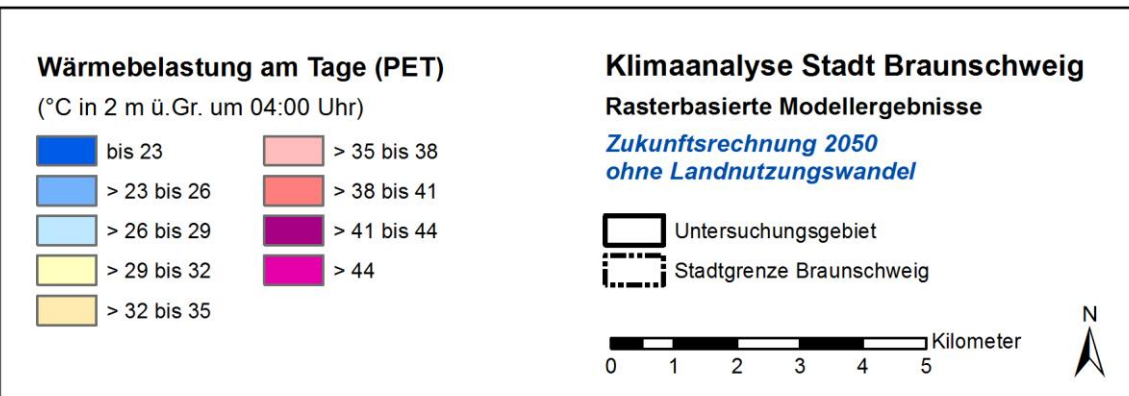 Wärmebelastung am Tage (PET)
(°C in 2 m ü.Gr. um 04:00 Uhr)
bis 23
> 23 bis 26
> 26 bis 29
> 29 bis 32
> 32 bis 35
> 35 bis 38
> 38 bis 41
> 41 bis 44
> 44
Klimaanalyse Stadt Braunschweig
Rasterbasierte Modellergebnisse
Zukunftsrechnung 2050
ohne Landnutzungswandel
Untersuchungsgebiet
Stadtgrenze Braunschweig
Kilometer
0 1 2 3 4 5
N